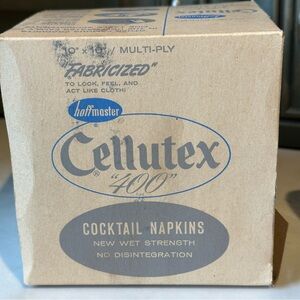 10" x 10" / MULTI-PLY
"FABRICIZED"
TO LOOK, FEEL, AND
ACT LIKE CLOTH!
hoffmaster
Cellutex
"400"
COCKTAIL NAPKINS
NEW WET STRENGTH
NO DISINTEGRATION